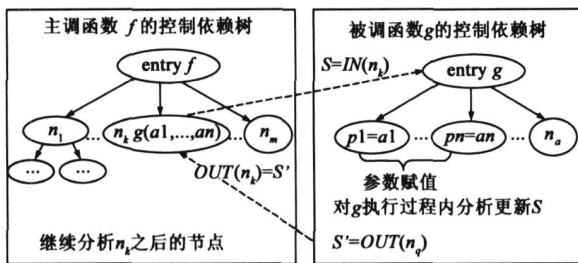 主调函数 f 的控制依赖树
entry f
n₁ ... nₖ g(a1,...,an) ... nₘ
... ...
OUT(nₖ)=S'
继续分析nₖ之后的节点
S=IN(nₖ)
被调函数g的控制依赖树
entry g
p1=a1 ... pn=an ... nₐ
参数赋值
对g执行过程内分析更新S
S'=OUT(n_q)